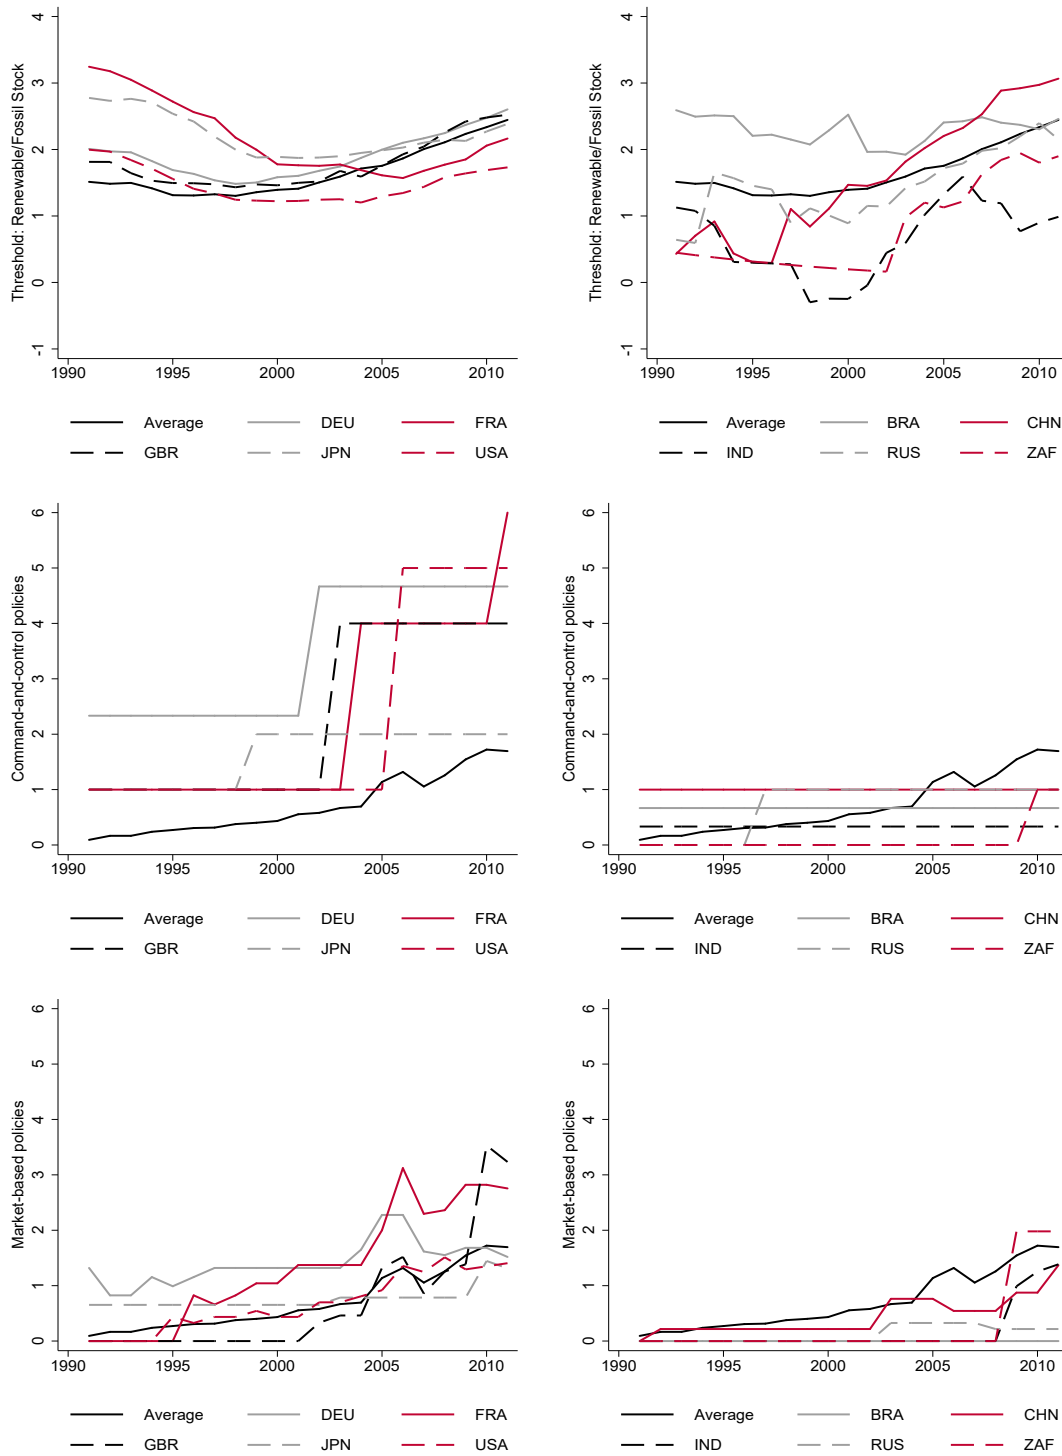 Threshold: Renewable/Fossil Stock
4
3
2
1
0
-1
1990 1995 2000 2005 2010
Average DEU FRA
GBR JPN USA
Threshold: Renewable/Fossil Stock
4
3
2
1
0
-1
1990 1995 2000 2005 2010
Average BRA CHN
IND RUS ZAF
Command-and-control policies
6
5
4
3
2
1
0
1990 1995 2000 2005 2010
Average DEU FRA
GBR JPN USA
Command-and-control policies
6
5
4
3
2
1
0
1990 1995 2000 2005 2010
Average BRA CHN
IND RUS ZAF
Market-based policies
6
5
4
3
2
1
0
1990 1995 2000 2005 2010
Average DEU FRA
GBR JPN USA
Market-based policies
6
5
4
3
2
1
0
1990 1995 2000 2005 2010
Average BRA CHN
IND RUS ZAF